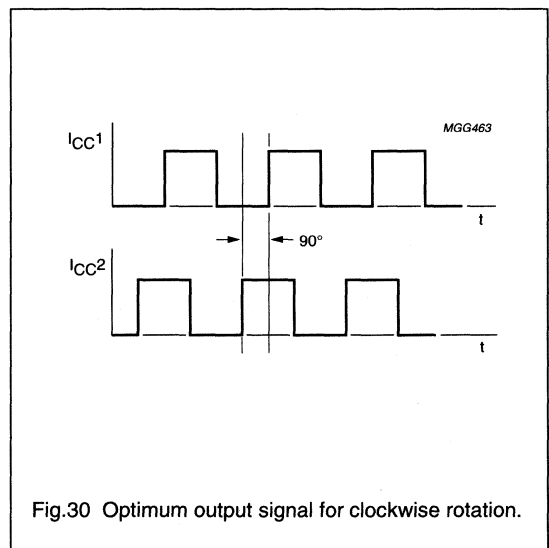 MGG463
ICC1
t
90°
ICC2
t
Fig.30 Optimum output signal for clockwise rotation.